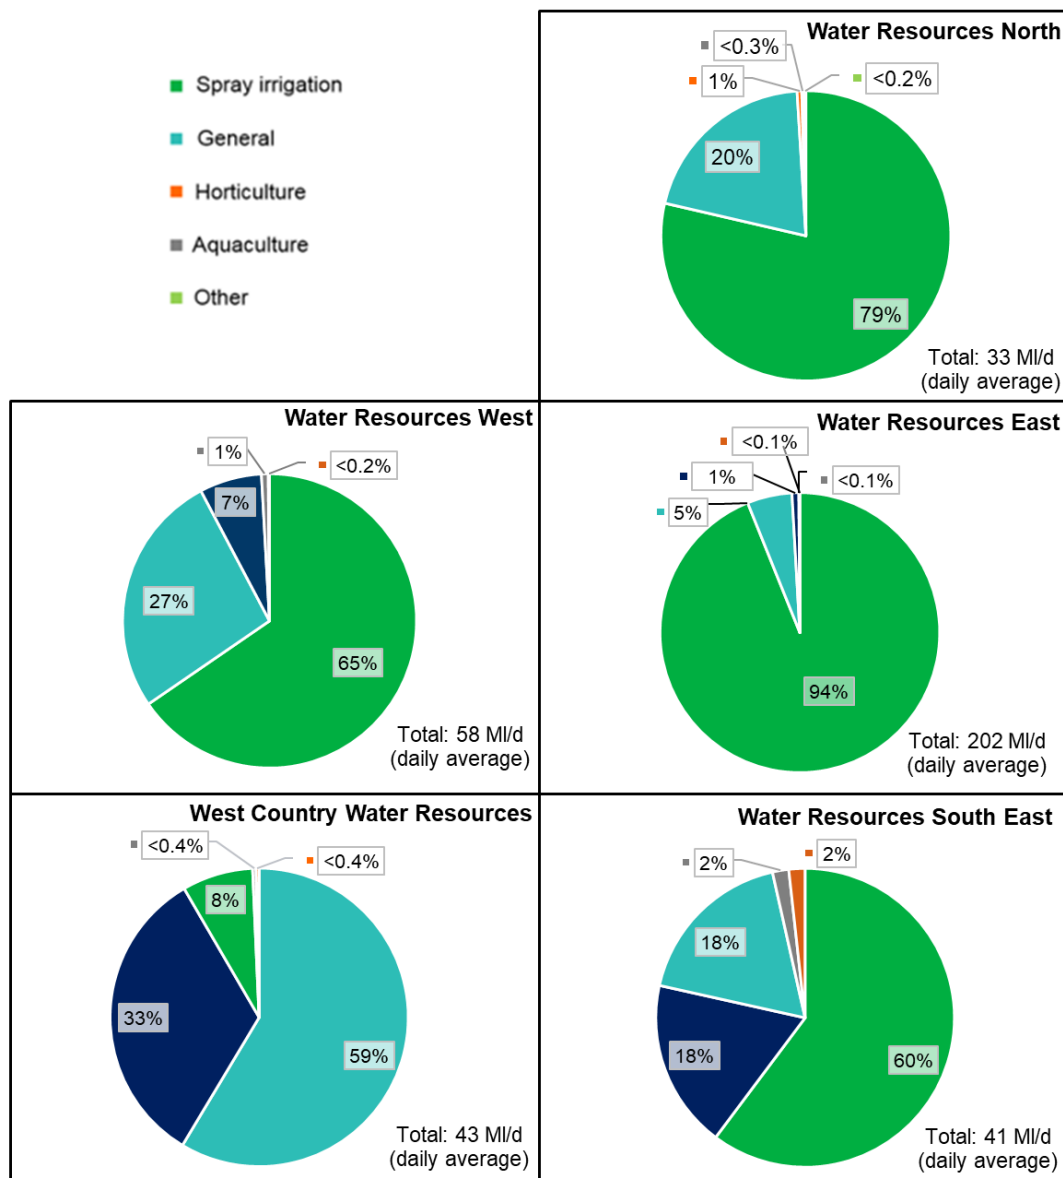 Spray irrigation
General
Horticulture
Aquaculture
Other
Water Resources North
<0.3%
1%
<0.2%
20%
79%
Total: 33 Ml/d
(daily average)
Water Resources West
1%
<0.2%
7%
27%
65%
Total: 58 Ml/d
(daily average)
Water Resources East
<0.1%
1%
<0.1%
5%
94%
Total: 202 Ml/d
(daily average)
West Country Water Resources
<0.4%
<0.4%
8%
33%
59%
Total: 43 Ml/d
(daily average)
Water Resources South East
2%
2%
18%
18%
60%
Total: 41 Ml/d
(daily average)